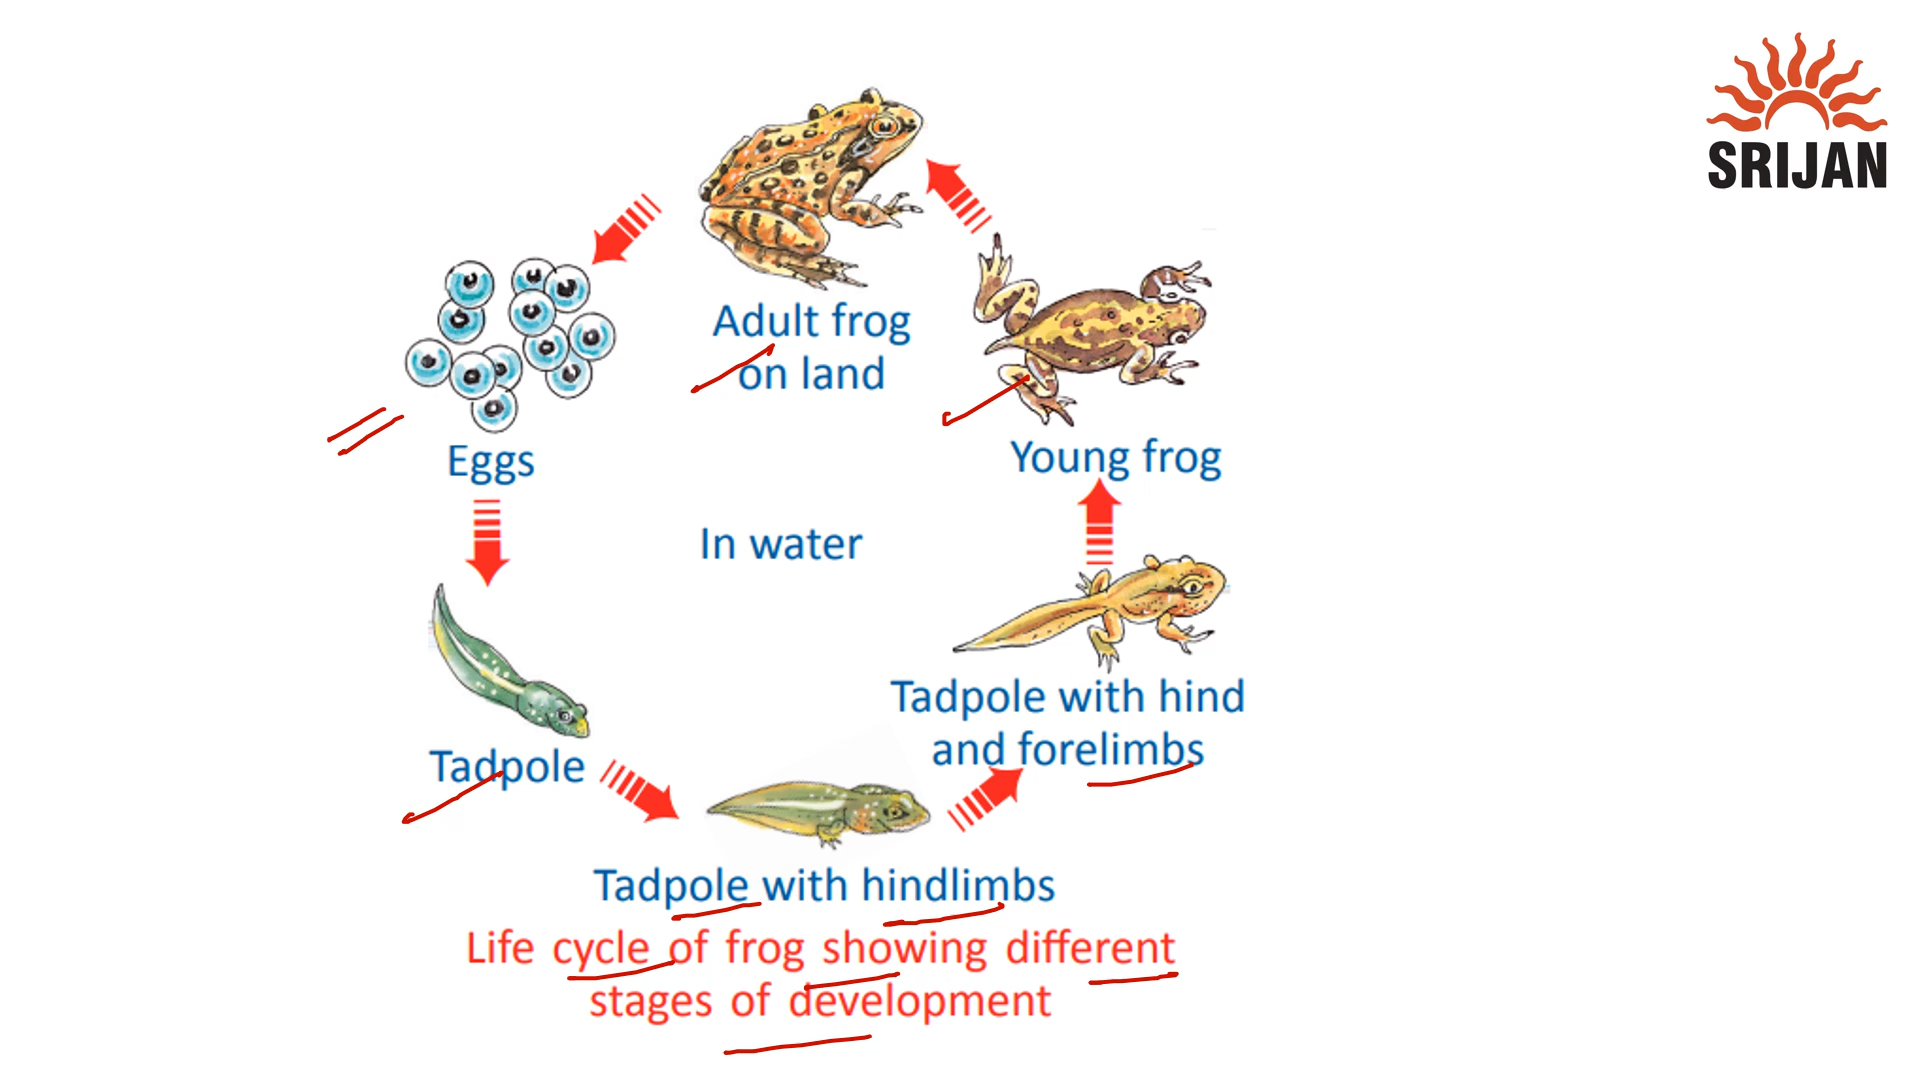 SRIJAN
Adult frog
on land
Eggs
Young frog
In water
Tadpole with hind
and forelimbs
Tadpole
Tadpole with hindlimbs
Life cycle of frog showing different
stages of development